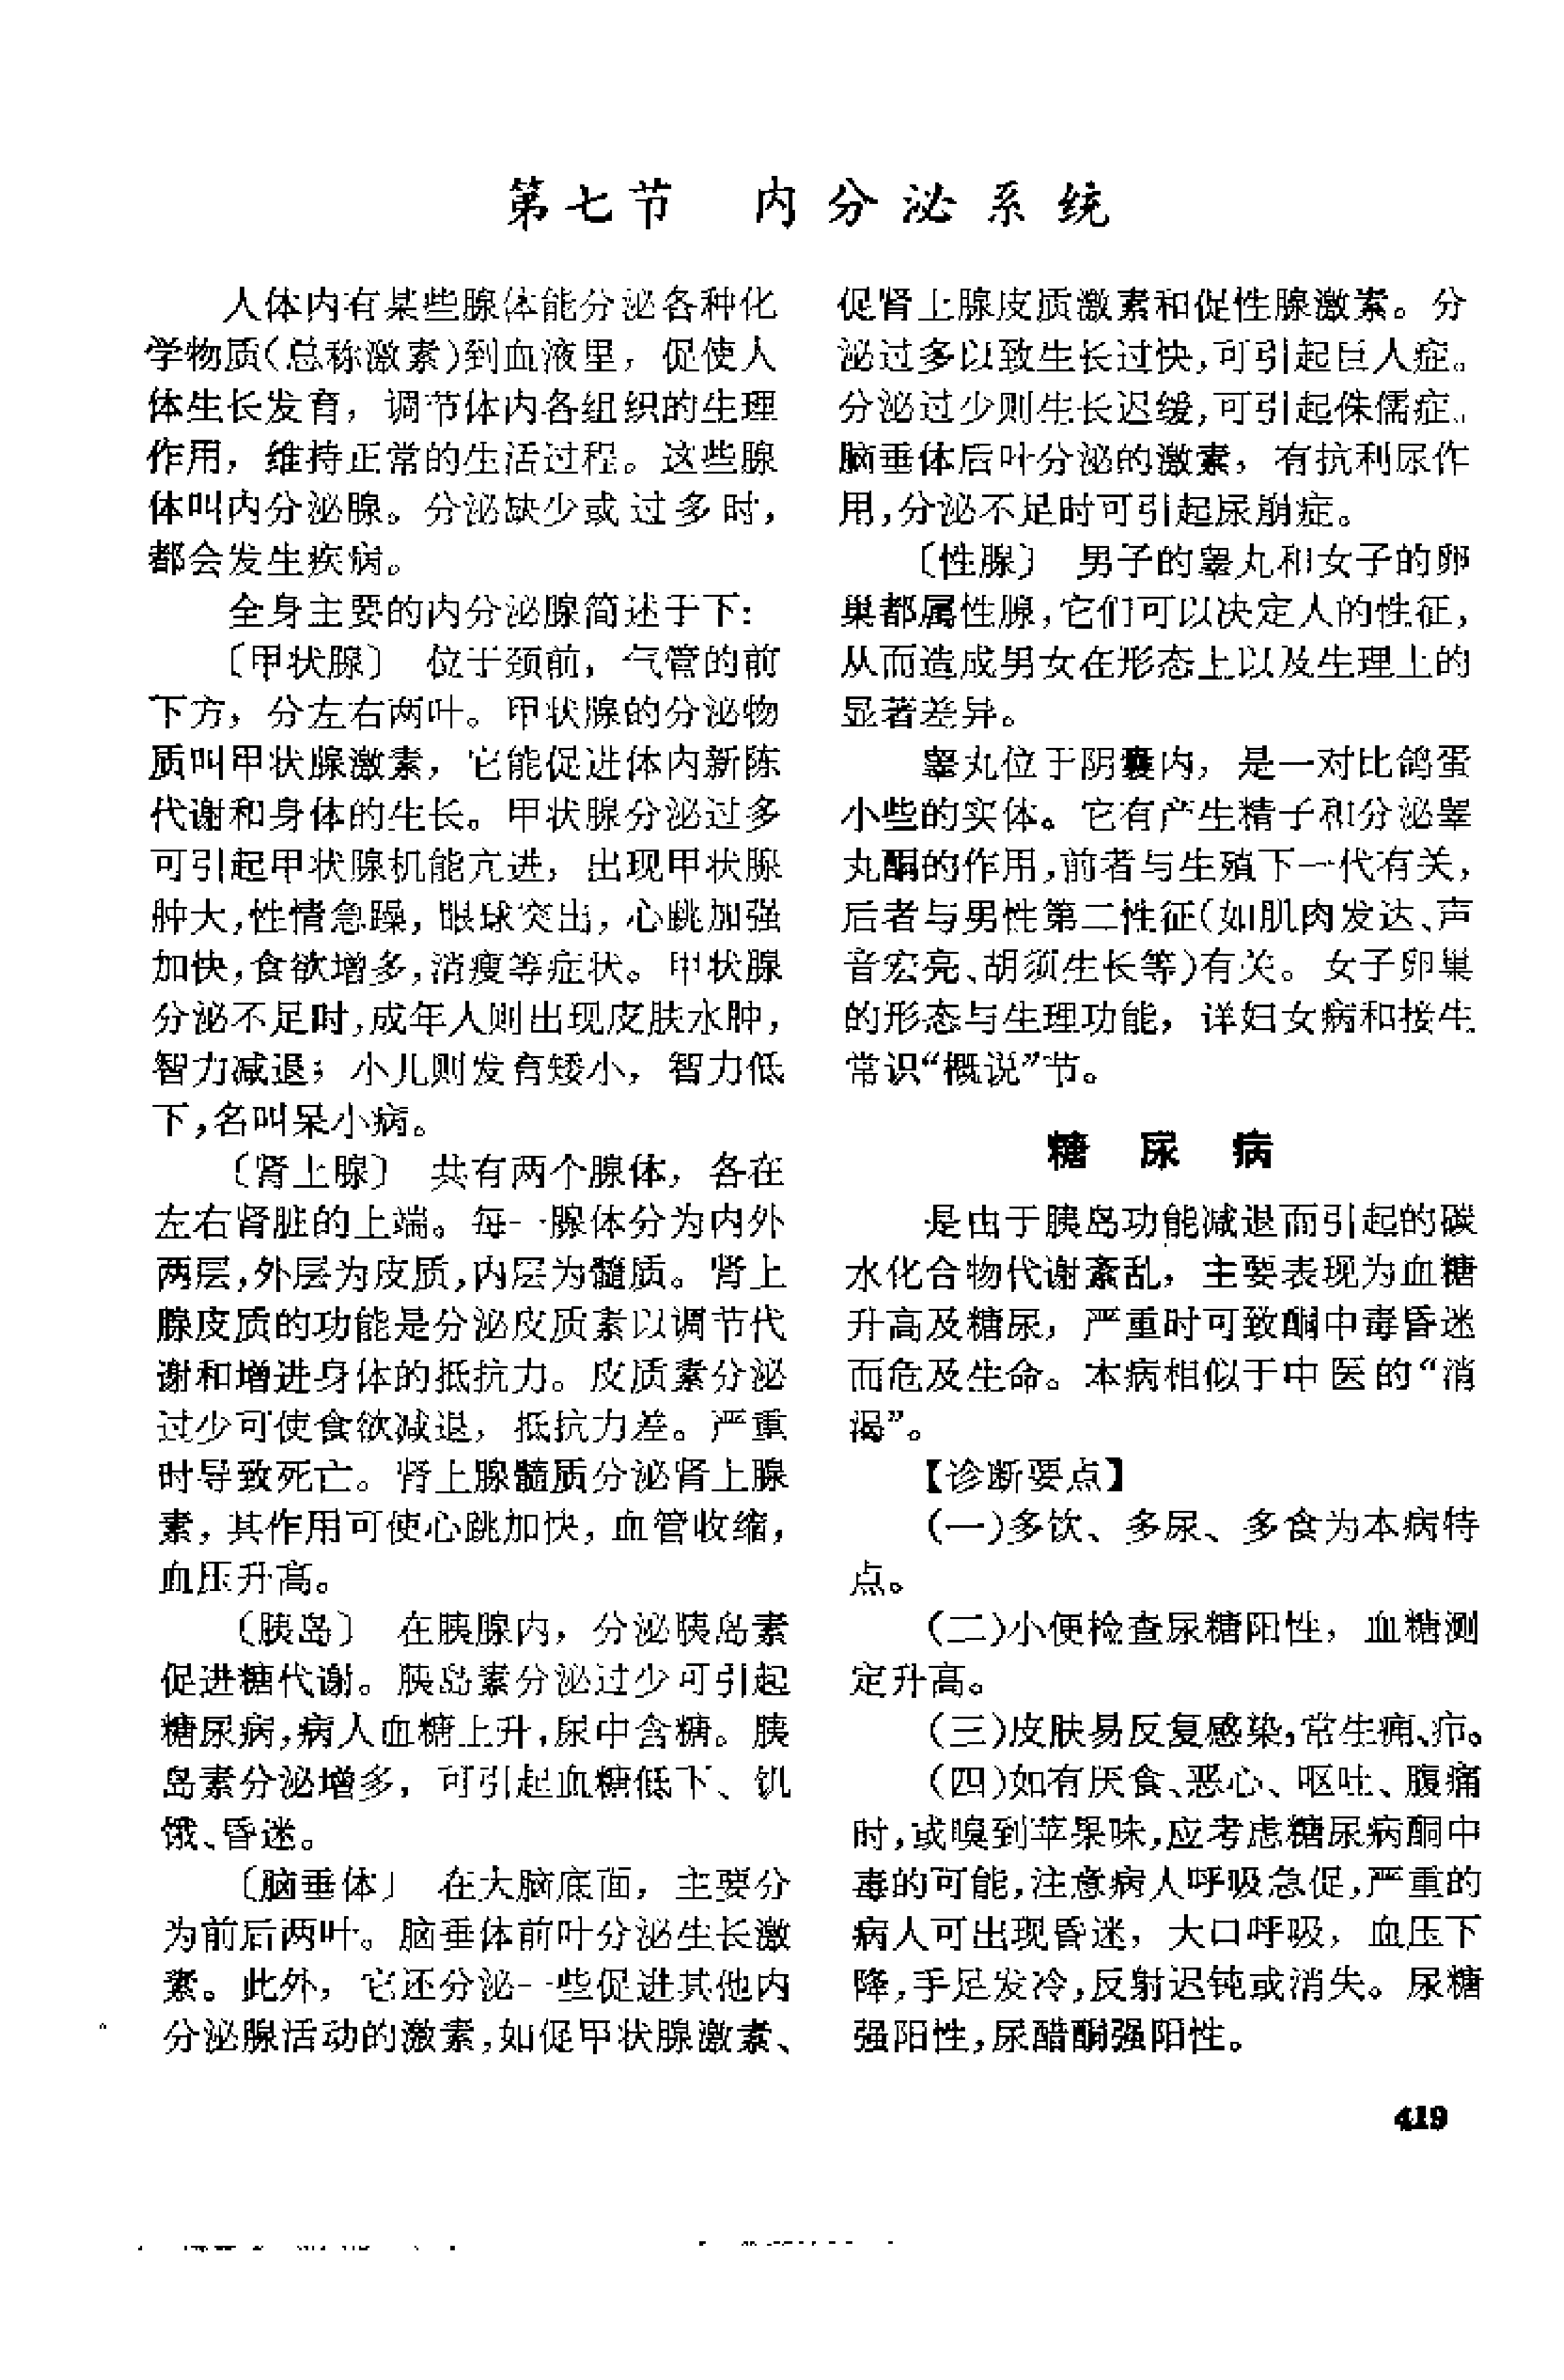 第七节 内分泌系统
人体内有某些腺体能分泌各种化
学物质(总称激素)到血液里，促使人
体生长发育，调节体内各组织的生理
作用，维持正常的生活过程。这些腺
体叫内分泌腺。分泌缺少或过多时，
都会发生疾病。
全身主要的内分泌腺简述于下：
〔甲状腺〕 位于颈前，气管的前
下方，分左右两叶。甲状腺的分泌物
质叫甲状腺激素，它能促进体内新陈
代谢和身体的生长。甲状腺分泌过多
可引起甲状腺机能亢进，出现甲状腺
肿大，性情急躁，眼球突出，心跳加强
加快，食欲增多，消瘦等症状。甲状腺
分泌不足时，成年人则出现皮肤水肿，
智力减退；小儿则发育矮小，智力低
下，名叫呆小病。
〔肾上腺〕 共有两个腺体，各在
左右肾脏的上端。每一腺体分为内外
两层，外层为皮质，内层为髓质。肾上
腺皮质的功能是分泌皮质素以调节代
谢和增进身体的抵抗力。皮质素分泌
过少可使食欲减退，抵抗力差。严重
时导致死亡。肾上腺髓质分泌肾上腺
素，其作用可使心跳加快，血管收缩，
血压升高。
〔胰岛〕 在胰腺内，分泌胰岛素
促进糖代谢。胰岛素分泌过少可引起
糖尿病，病人血糖上升，尿中含糖。胰
岛素分泌增多，可引起血糖低下、饥
饿、昏迷。
〔脑垂体〕 在大脑底面，主要分
为前后两叶。脑垂体前叶分泌生长激
素。此外，它还分泌一些促进其他内
分泌腺活动的激素，如促甲状腺激素、
促肾上腺皮质激素和促性腺激素。分
泌过多以致生长过快，可引起巨人症。
分泌过少则生长迟缓，可引起侏儒症。
脑垂体后叶分泌的激素，有抗利尿作
用，分泌不足时可引起尿崩症。
〔性腺〕 男子的睾丸和女子的卵
巢都属性腺，它们可以决定人的性征，
从而造成男女在形态上以及生理上的
显著差异。
睾丸位于阴囊内，是一对比鸽蛋
小些的实体。它有产生精子和分泌睾
丸酮的作用，前者与生殖下一代有关，
后者与男性第二性征(如肌肉发达、声
音宏亮、胡须生长等)有关。女子卵巢
的形态与生理功能，详妇女病和接生
常识“概说”节。
糖尿病
是由于胰岛功能减退而引起的碳
水化合物代谢紊乱，主要表现为血糖
升高及糖尿，严重时可致酮中毒昏迷
而危及生命。本病相似于中医的“消
渴”。
【诊断要点】
(一)多饮、多尿、多食为本病特
点。
(二)小便检查尿糖阳性，血糖测
定升高。
(三)皮肤易反复感染，常生痈、疖。
(四)如有厌食、恶心、呕吐、腹痛
时，或嗅到苹果味，应考虑糖尿病酮中
毒的可能，注意病人呼吸急促，严重的
病人可出现昏迷，大口呼吸，血压下
降，手足发冷，反射迟钝或消失。尿糖
强阳性，尿醋酮强阳性。
419